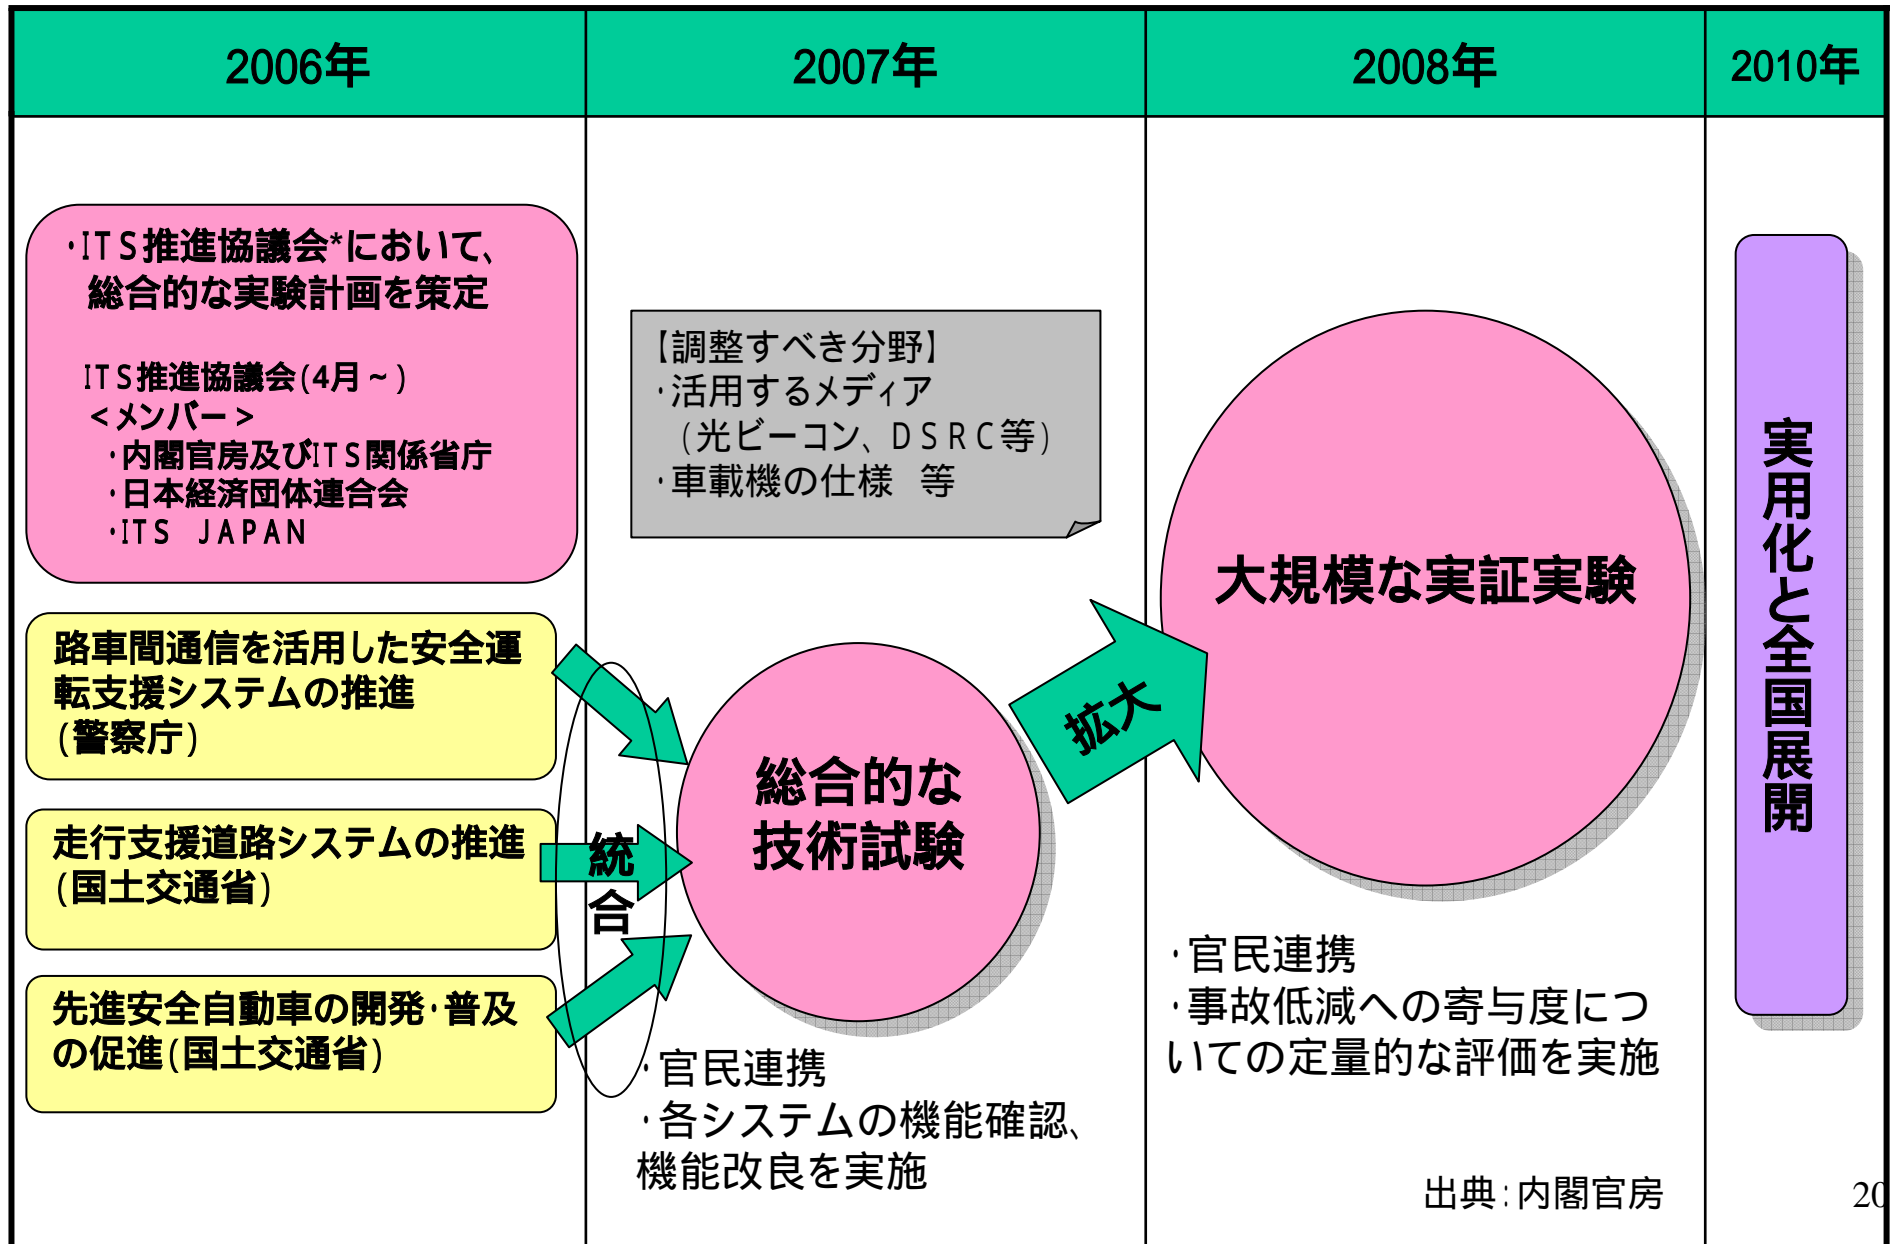 2006年
2007年
2008年
2010年
・ITS推進協議会*において、
総合的な実験計画を策定
ITS推進協議会(4月~)
<メンバー>
・内閣官房及びITS関係省庁
・日本経済団体連合会
・ITS JAPAN
路車間通信を活用した安全運
転支援システムの推進
(警察庁)
走行支援道路システムの推進
(国土交通省)
先進安全自動車の開発・普及
の促進(国土交通省)
統
合
【調整すべき分野】
・活用するメディア
(光ビーコン、DSRC等)
・車載機の仕様 等
総合的な
技術試験
・官民連携
・各システムの機能確認、
機能改良を実施
拡大
大規模な実証実験
・官民連携
・事故低減への寄与度につ
いての定量的な評価を実施
実用化と全国展開
出典:内閣官房
20